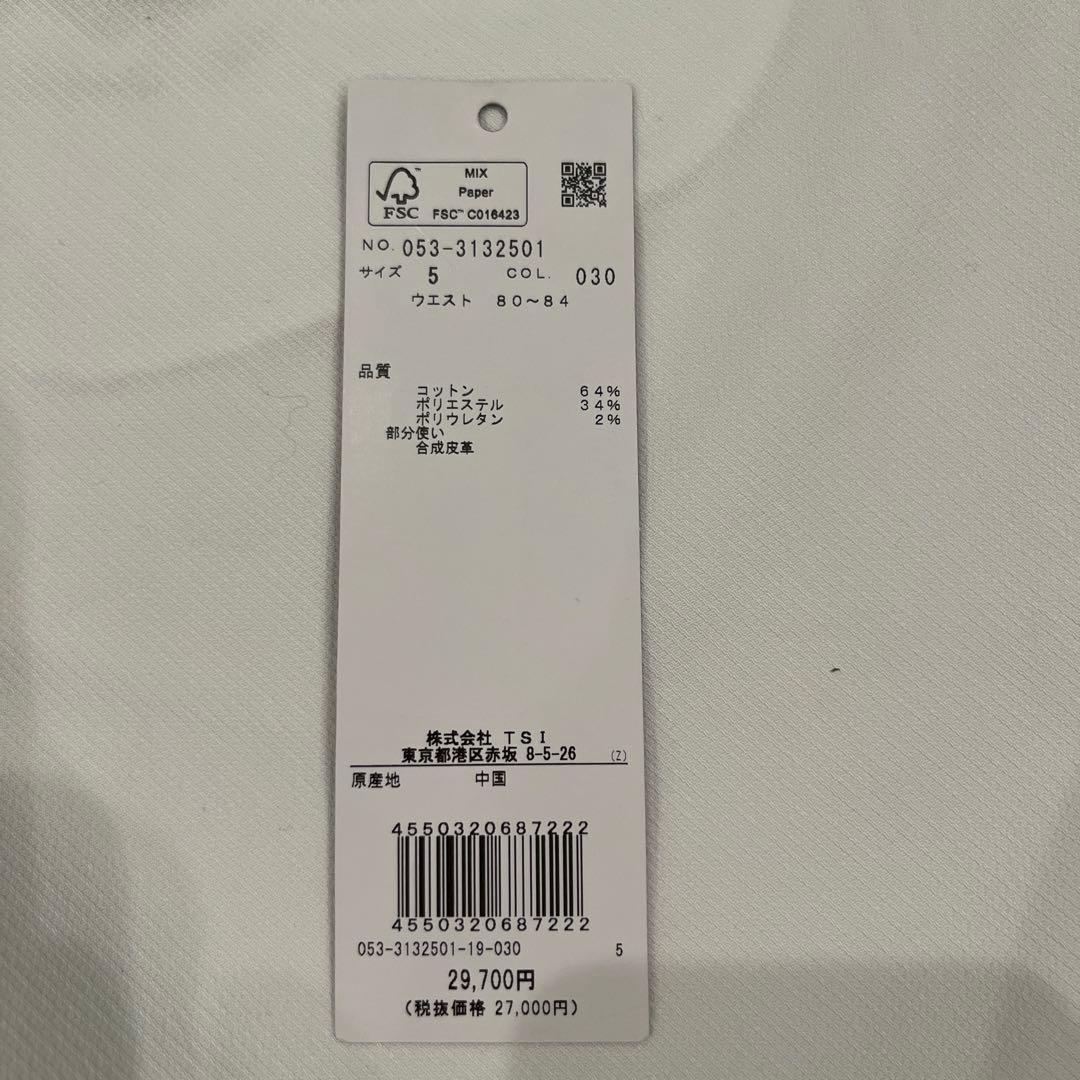 MIX
Paper
FSC™ C016423
FSC
NO. 053-3132501
サイズ 5 COL. 030
ウエスト 80~84
品質
コットン 64%
ポリエステル 34%
ポリウレタン 2%
部分使い
合成皮革
株式会社 TSI
東京都港区赤坂 8-5-26 (Z)
原産地 中国
4550320687222
4550320687222
053-3132501-19-030 5
29,700円
(税抜価格 27,000円)